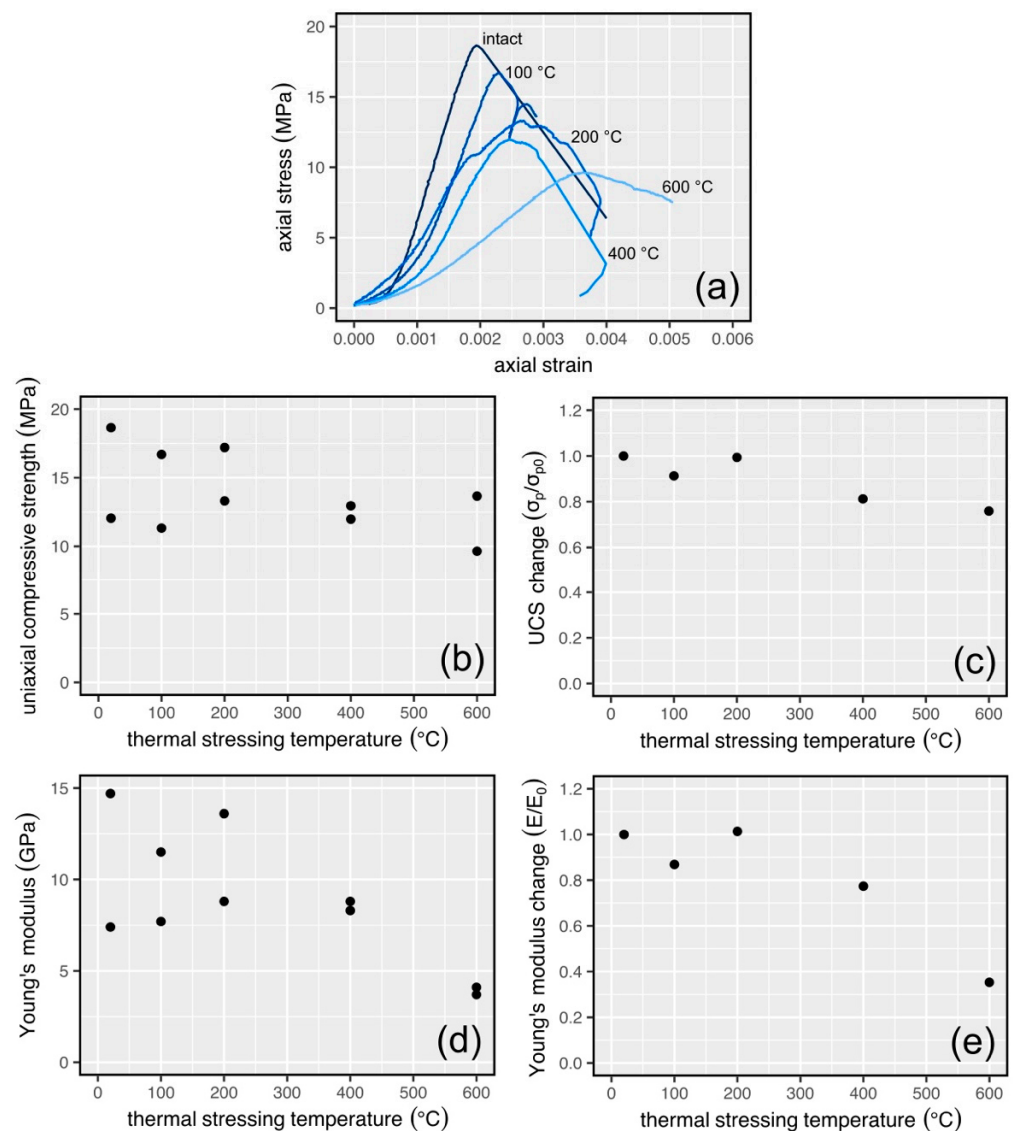 20
15
10
5
0
axial stress (MPa)
intact
100 °C
200 °C
600 °C
400 °C
(a)
0.000 0.001 0.002 0.003 0.004 0.005 0.006
axial strain
20
15
10
5
0
uniaxial compressive strength (MPa)
(b)
0 100 200 300 400 500 600
thermal stressing temperature (°C)
1.2
1.0
0.8
0.6
0.4
0.2
0.0
UCS change (σp/σp0)
(c)
0 100 200 300 400 500 600
thermal stressing temperature (°C)
15
10
5
0
Young's modulus (GPa)
(d)
0 100 200 300 400 500 600
thermal stressing temperature (°C)
1.2
1.0
0.8
0.6
0.4
0.2
0.0
Young's modulus change (E/E0)
(e)
0 100 200 300 400 500 600
thermal stressing temperature (°C)